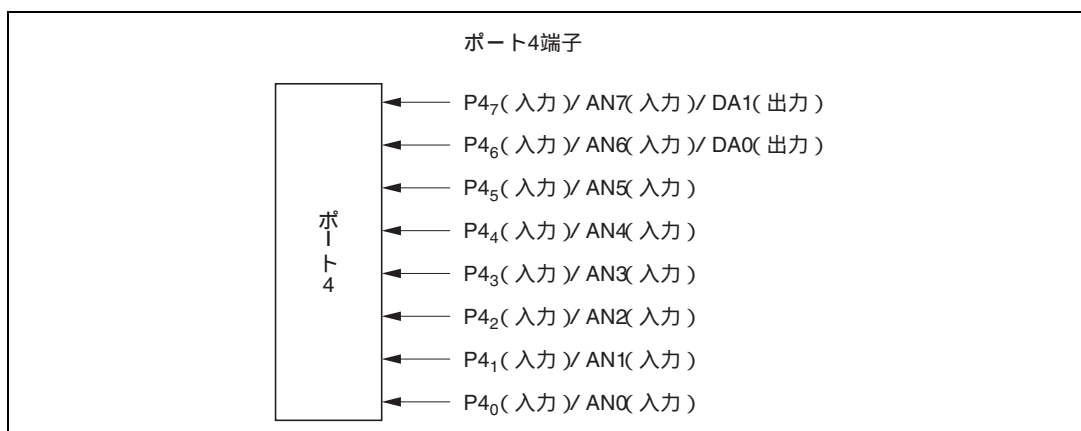 ポート4端子
P4₇(入力)/AN7(入力)/DA1(出力)
P4₆(入力)/AN6(入力)/DA0(出力)
P4₅(入力)/AN5(入力)
P4₄(入力)/AN4(入力)
ポート4
P4₃(入力)/AN3(入力)
P4₂(入力)/AN2(入力)
P4₁(入力)/AN1(入力)
P4₀(入力)/AN0(入力)